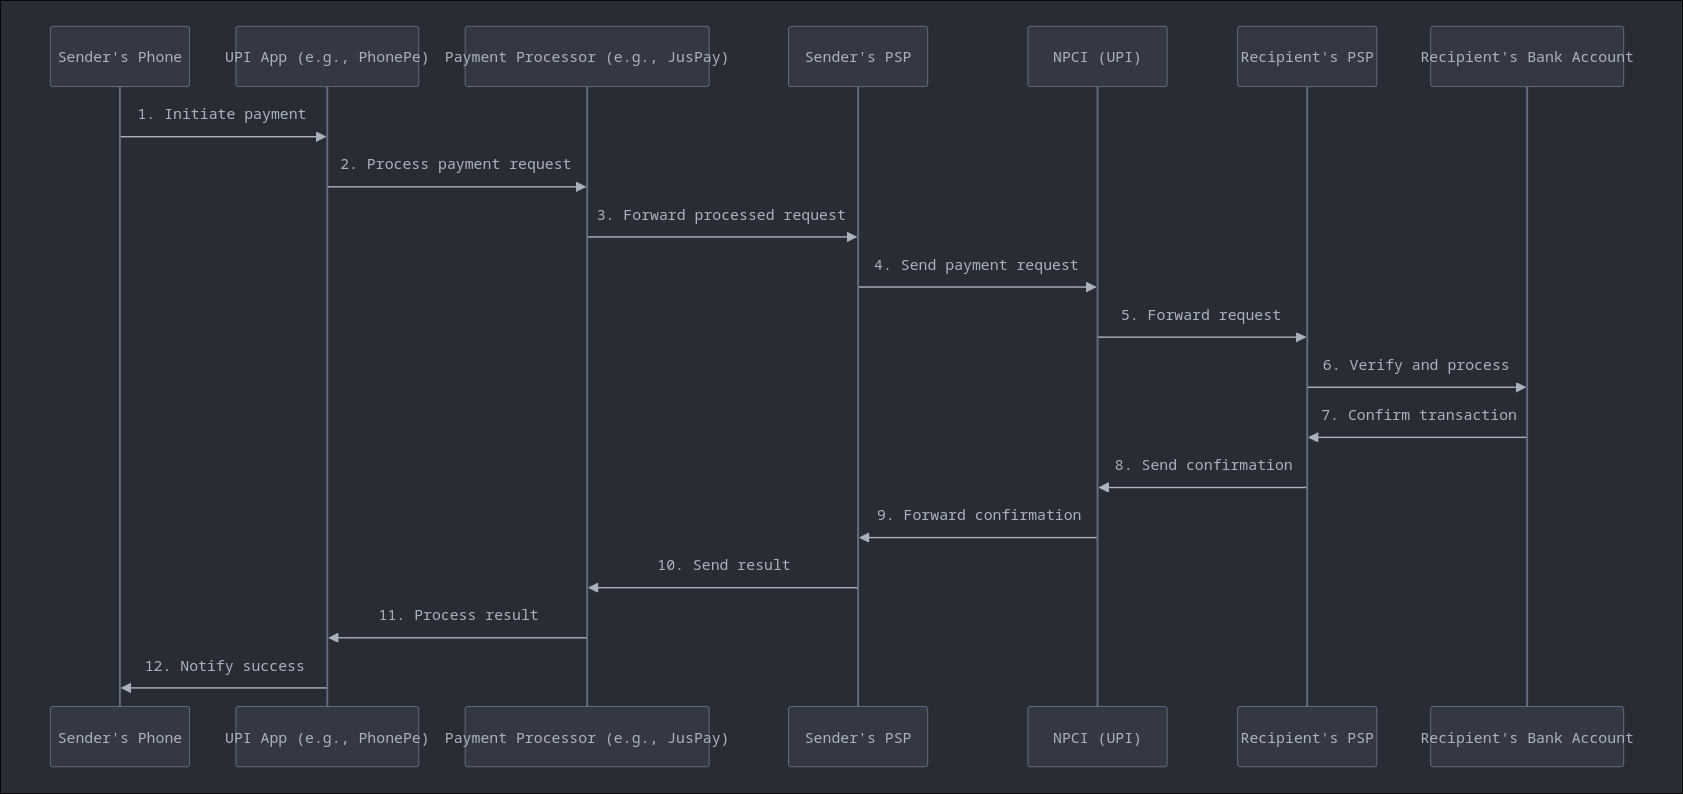 Sender's Phone
UPI App (e.g., PhonePe)
Payment Processor (e.g., JusPay)
Sender's PSP
NPCI (UPI)
Recipient's PSP
Recipient's Bank Account
1. Initiate payment
2. Process payment request
3. Forward processed request
4. Send payment request
5. Forward request
6. Verify and process
7. Confirm transaction
8. Send confirmation
9. Forward confirmation
10. Send result
11. Process result
12. Notify success
Sender's Phone
UPI App (e.g., PhonePe)
Payment Processor (e.g., JusPay)
Sender's PSP
NPCI (UPI)
Recipient's PSP
Recipient's Bank Account